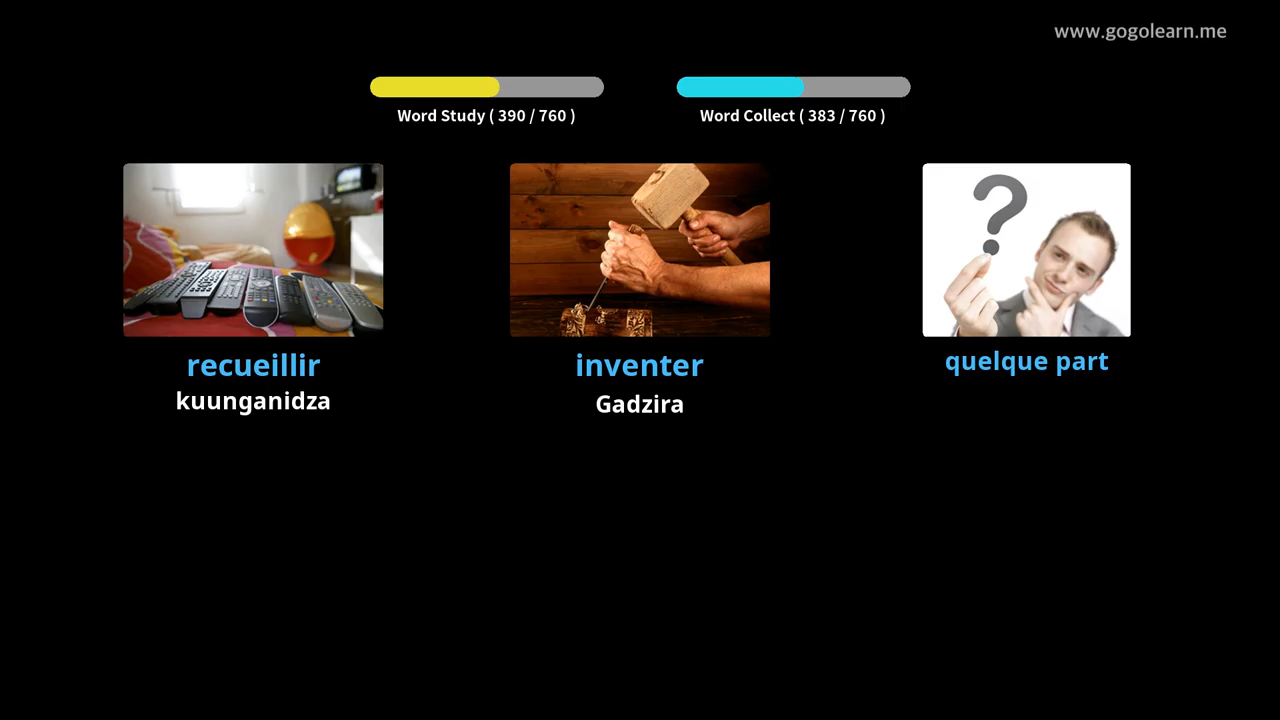 www.gogolearn.me
Word Study ( 390 / 760 )
Word Collect ( 383 / 760 )
recueillir
kuunganidza
inventer
Gadzira
quelque part